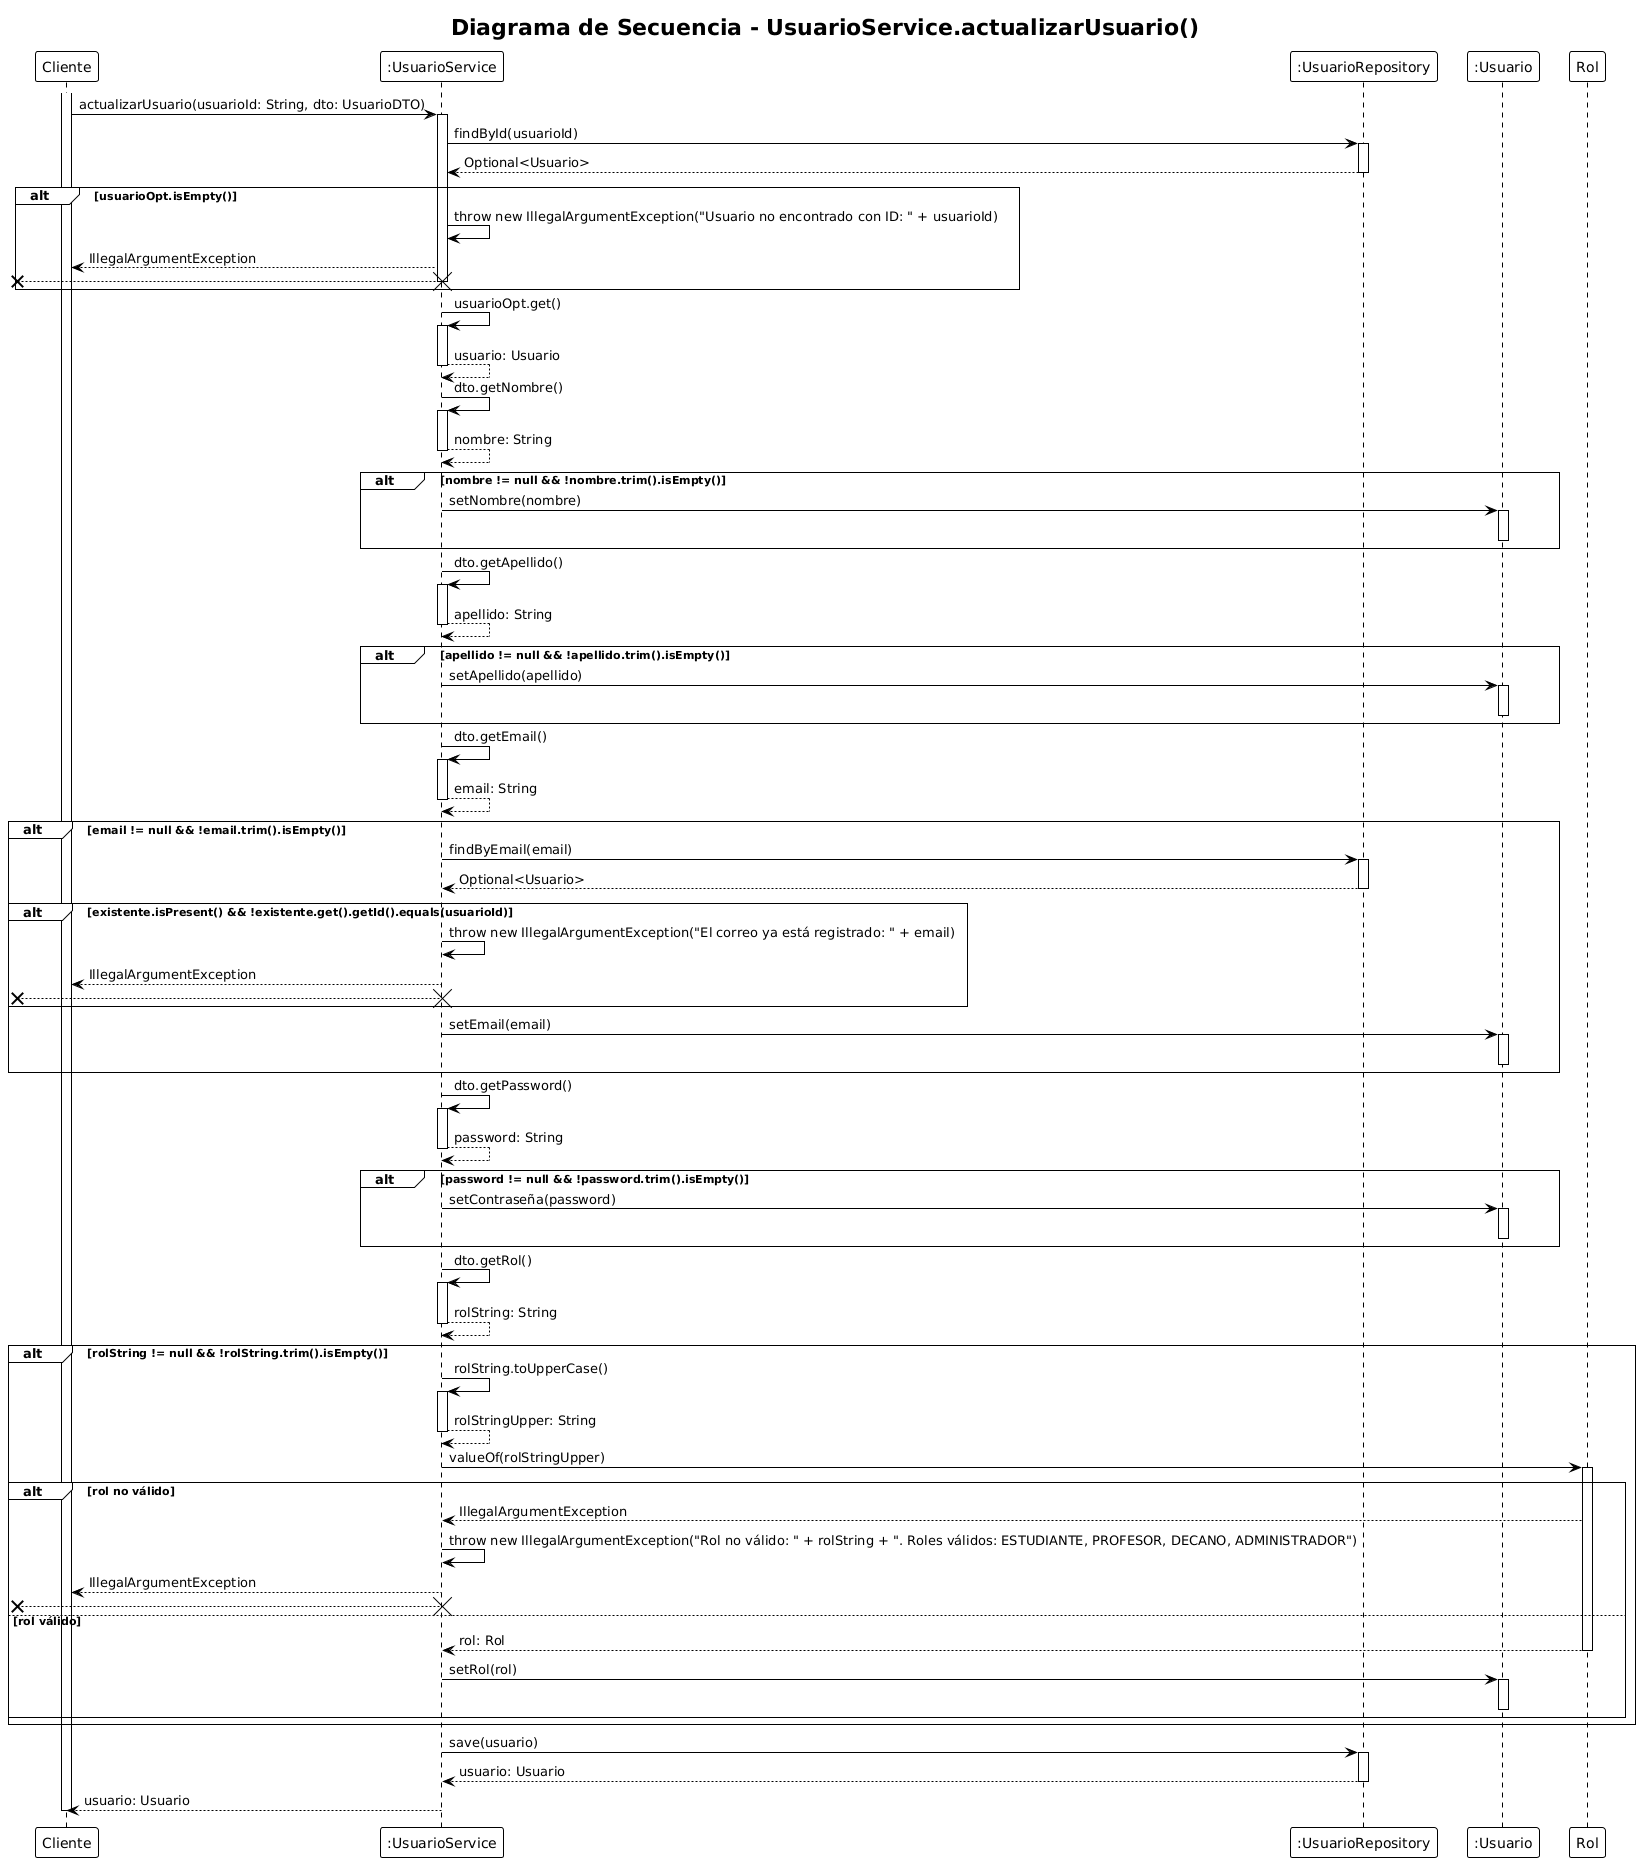 Diagrama de Secuencia - UsuarioService.actualizarUsuario()
Cliente
:UsuarioService
:UsuarioRepository
:Usuario
Rol
actualizarUsuario(usuarioId: String, dto: UsuarioDTO)
findById(usuarioId)
Optional<Usuario>
alt [usuarioOpt.isEmpty()]
throw new IllegalArgumentException("Usuario no encontrado con ID: " + usuarioId)
IllegalArgumentException
usuarioOpt.get()
usuario: Usuario
dto.getNombre()
nombre: String
alt [nombre != null && !nombre.trim().isEmpty()]
setNombre(nombre)
dto.getApellido()
apellido: String
alt [apellido != null && !apellido.trim().isEmpty()]
setApellido(apellido)
dto.getEmail()
email: String
alt [email != null && !email.trim().isEmpty()]
findByEmail(email)
Optional<Usuario>
alt [existente.isPresent() && !existente.get().getId().equals(usuarioId)]
throw new IllegalArgumentException("El correo ya está registrado: " + email)
IllegalArgumentException
setEmail(email)
dto.getPassword()
password: String
alt [password != null && !password.trim().isEmpty()]
setContraseña(password)
dto.getRol()
rolString: String
alt [rolString != null && !rolString.trim().isEmpty()]
rolString.toUpperCase()
rolStringUpper: String
valueOf(rolStringUpper)
alt [rol no válido]
IllegalArgumentException
throw new IllegalArgumentException("Rol no válido: " + rolString + ". Roles válidos: ESTUDIANTE, PROFESOR, DECANO, ADMINISTRADOR")
IllegalArgumentException
[rol válido]
rol: Rol
setRol(rol)
save(usuario)
usuario: Usuario
usuario: Usuario
Cliente
:UsuarioService
:UsuarioRepository
:Usuario
Rol